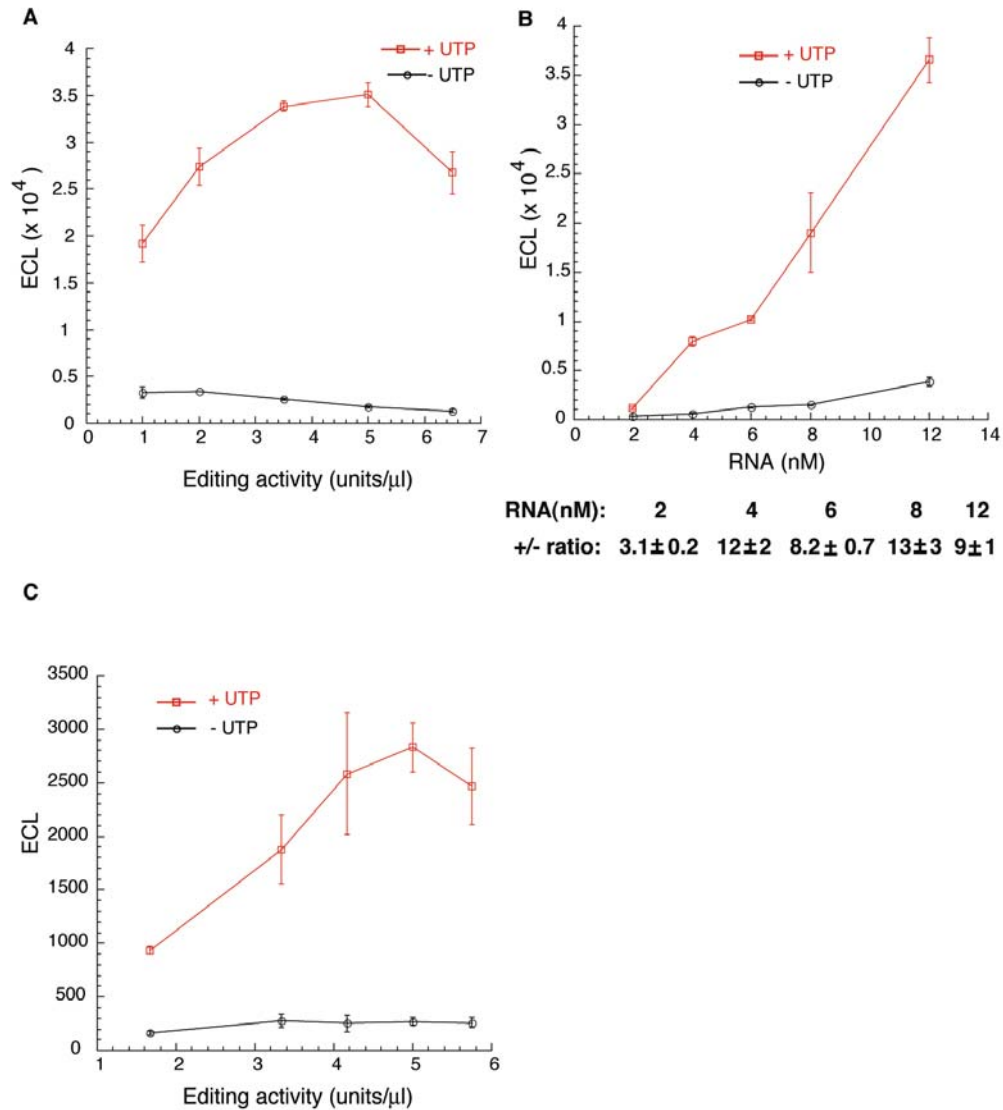 A
+ UTP
- UTP
4
3.5
3
2.5
2
1.5
1
0.5
0
ECL (x 10⁴)
0 1 2 3 4 5 6 7
Editing activity (units/µl)
B
+ UTP
- UTP
4
3.5
3
2.5
2
1.5
1
0.5
0
ECL (x 10⁴)
0 2 4 6 8 10 12 14
RNA (nM)
RNA(nM): 2 4 6 8 12
+/- ratio: 3.1±0.2 12±2 8.2± 0.7 13±3 9±1
C
3500
3000
2500
2000
1500
1000
500
0
+ UTP
- UTP
ECL
1 2 3 4 5 6
Editing activity (units/µl)